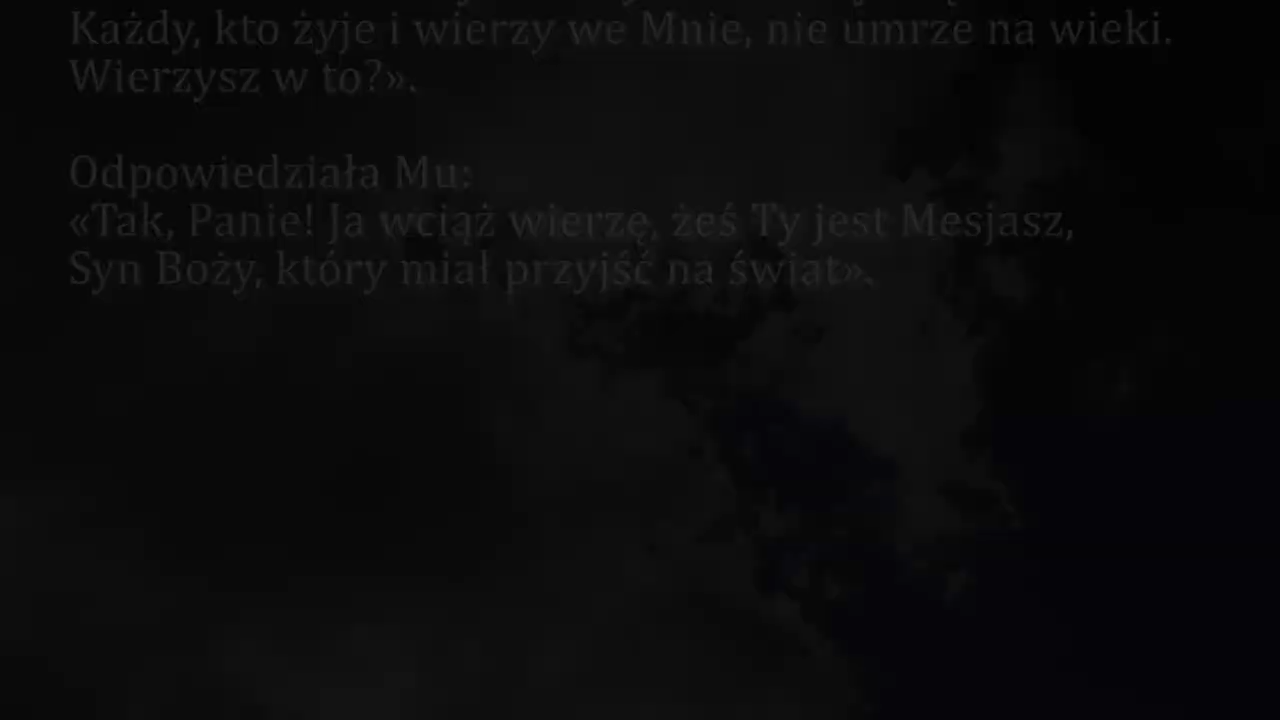 Każdy, kto żyje i wierzy we Mnie, nie umrze na wieki.
Wierzysz w to?».
Odpowiedziała Mu:
«Tak, Panie! Ja wciąż wierzę, żeś Ty jest Mesjasz,
Syn Boży, który miał przyjść na świat».